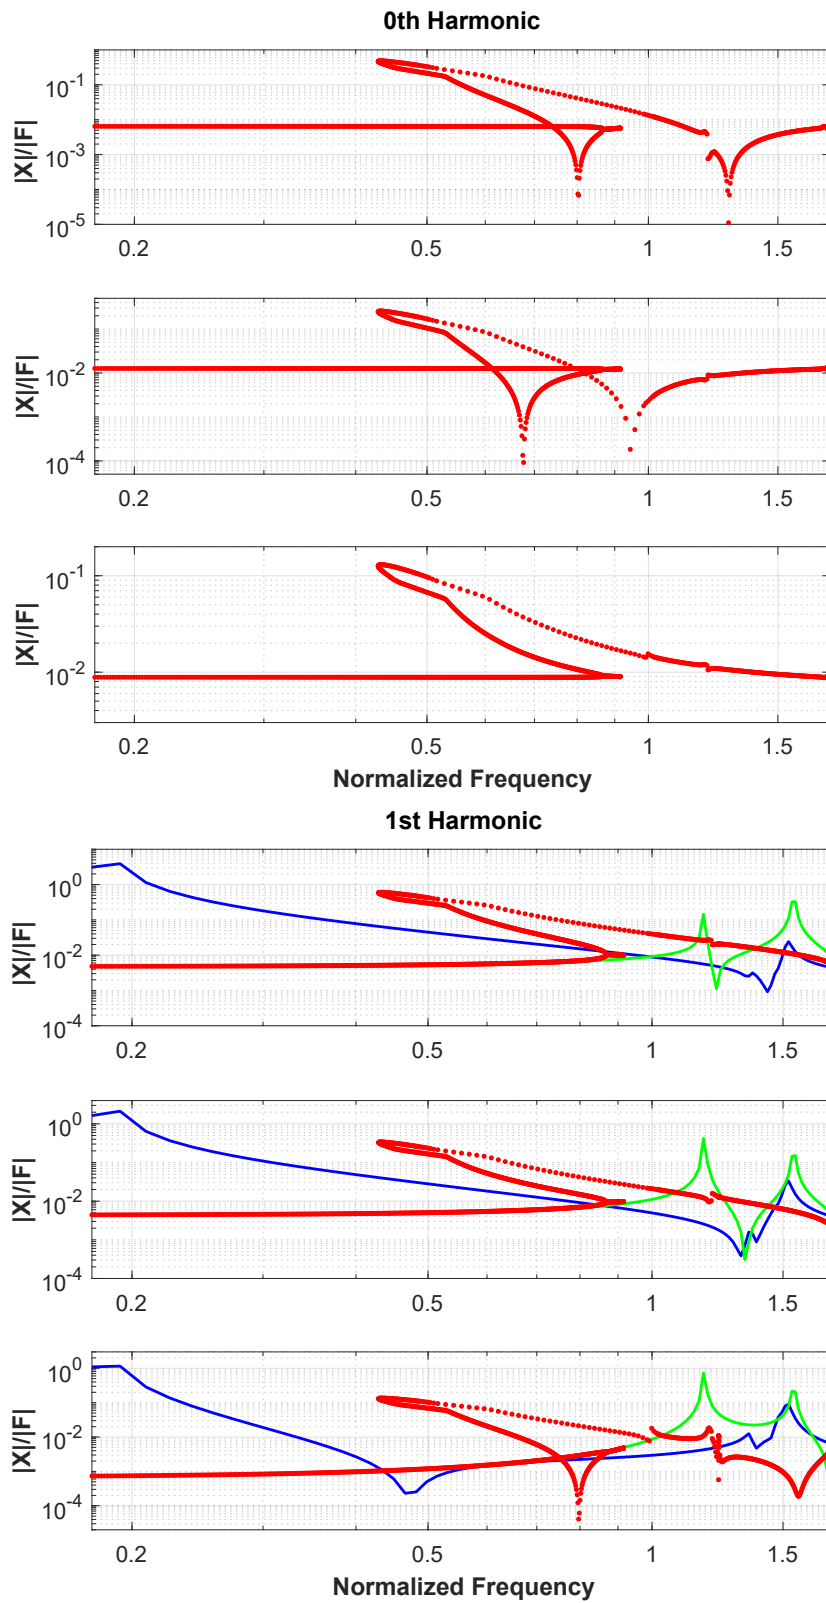 0th Harmonic
|X|/|F|
10^-1
10^-3
10^-5
0.2 0.5 1 1.5
|X|/|F|
10^-2
10^-4
0.2 0.5 1 1.5
|X|/|F|
10^-1
10^-2
0.2 0.5 1 1.5
Normalized Frequency
1st Harmonic
|X|/|F|
10^0
10^-2
10^-4
0.2 0.5 1 1.5
|X|/|F|
10^0
10^-2
10^-4
0.2 0.5 1 1.5
|X|/|F|
10^0
10^-2
10^-4
0.2 0.5 1 1.5
Normalized Frequency